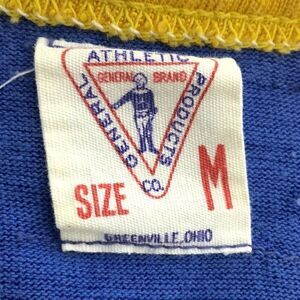 ATHLETIC
GENERAL BRAND
GENERAL
PRODUCTS
CO.
SIZE M
GREENVILLE, OHIO